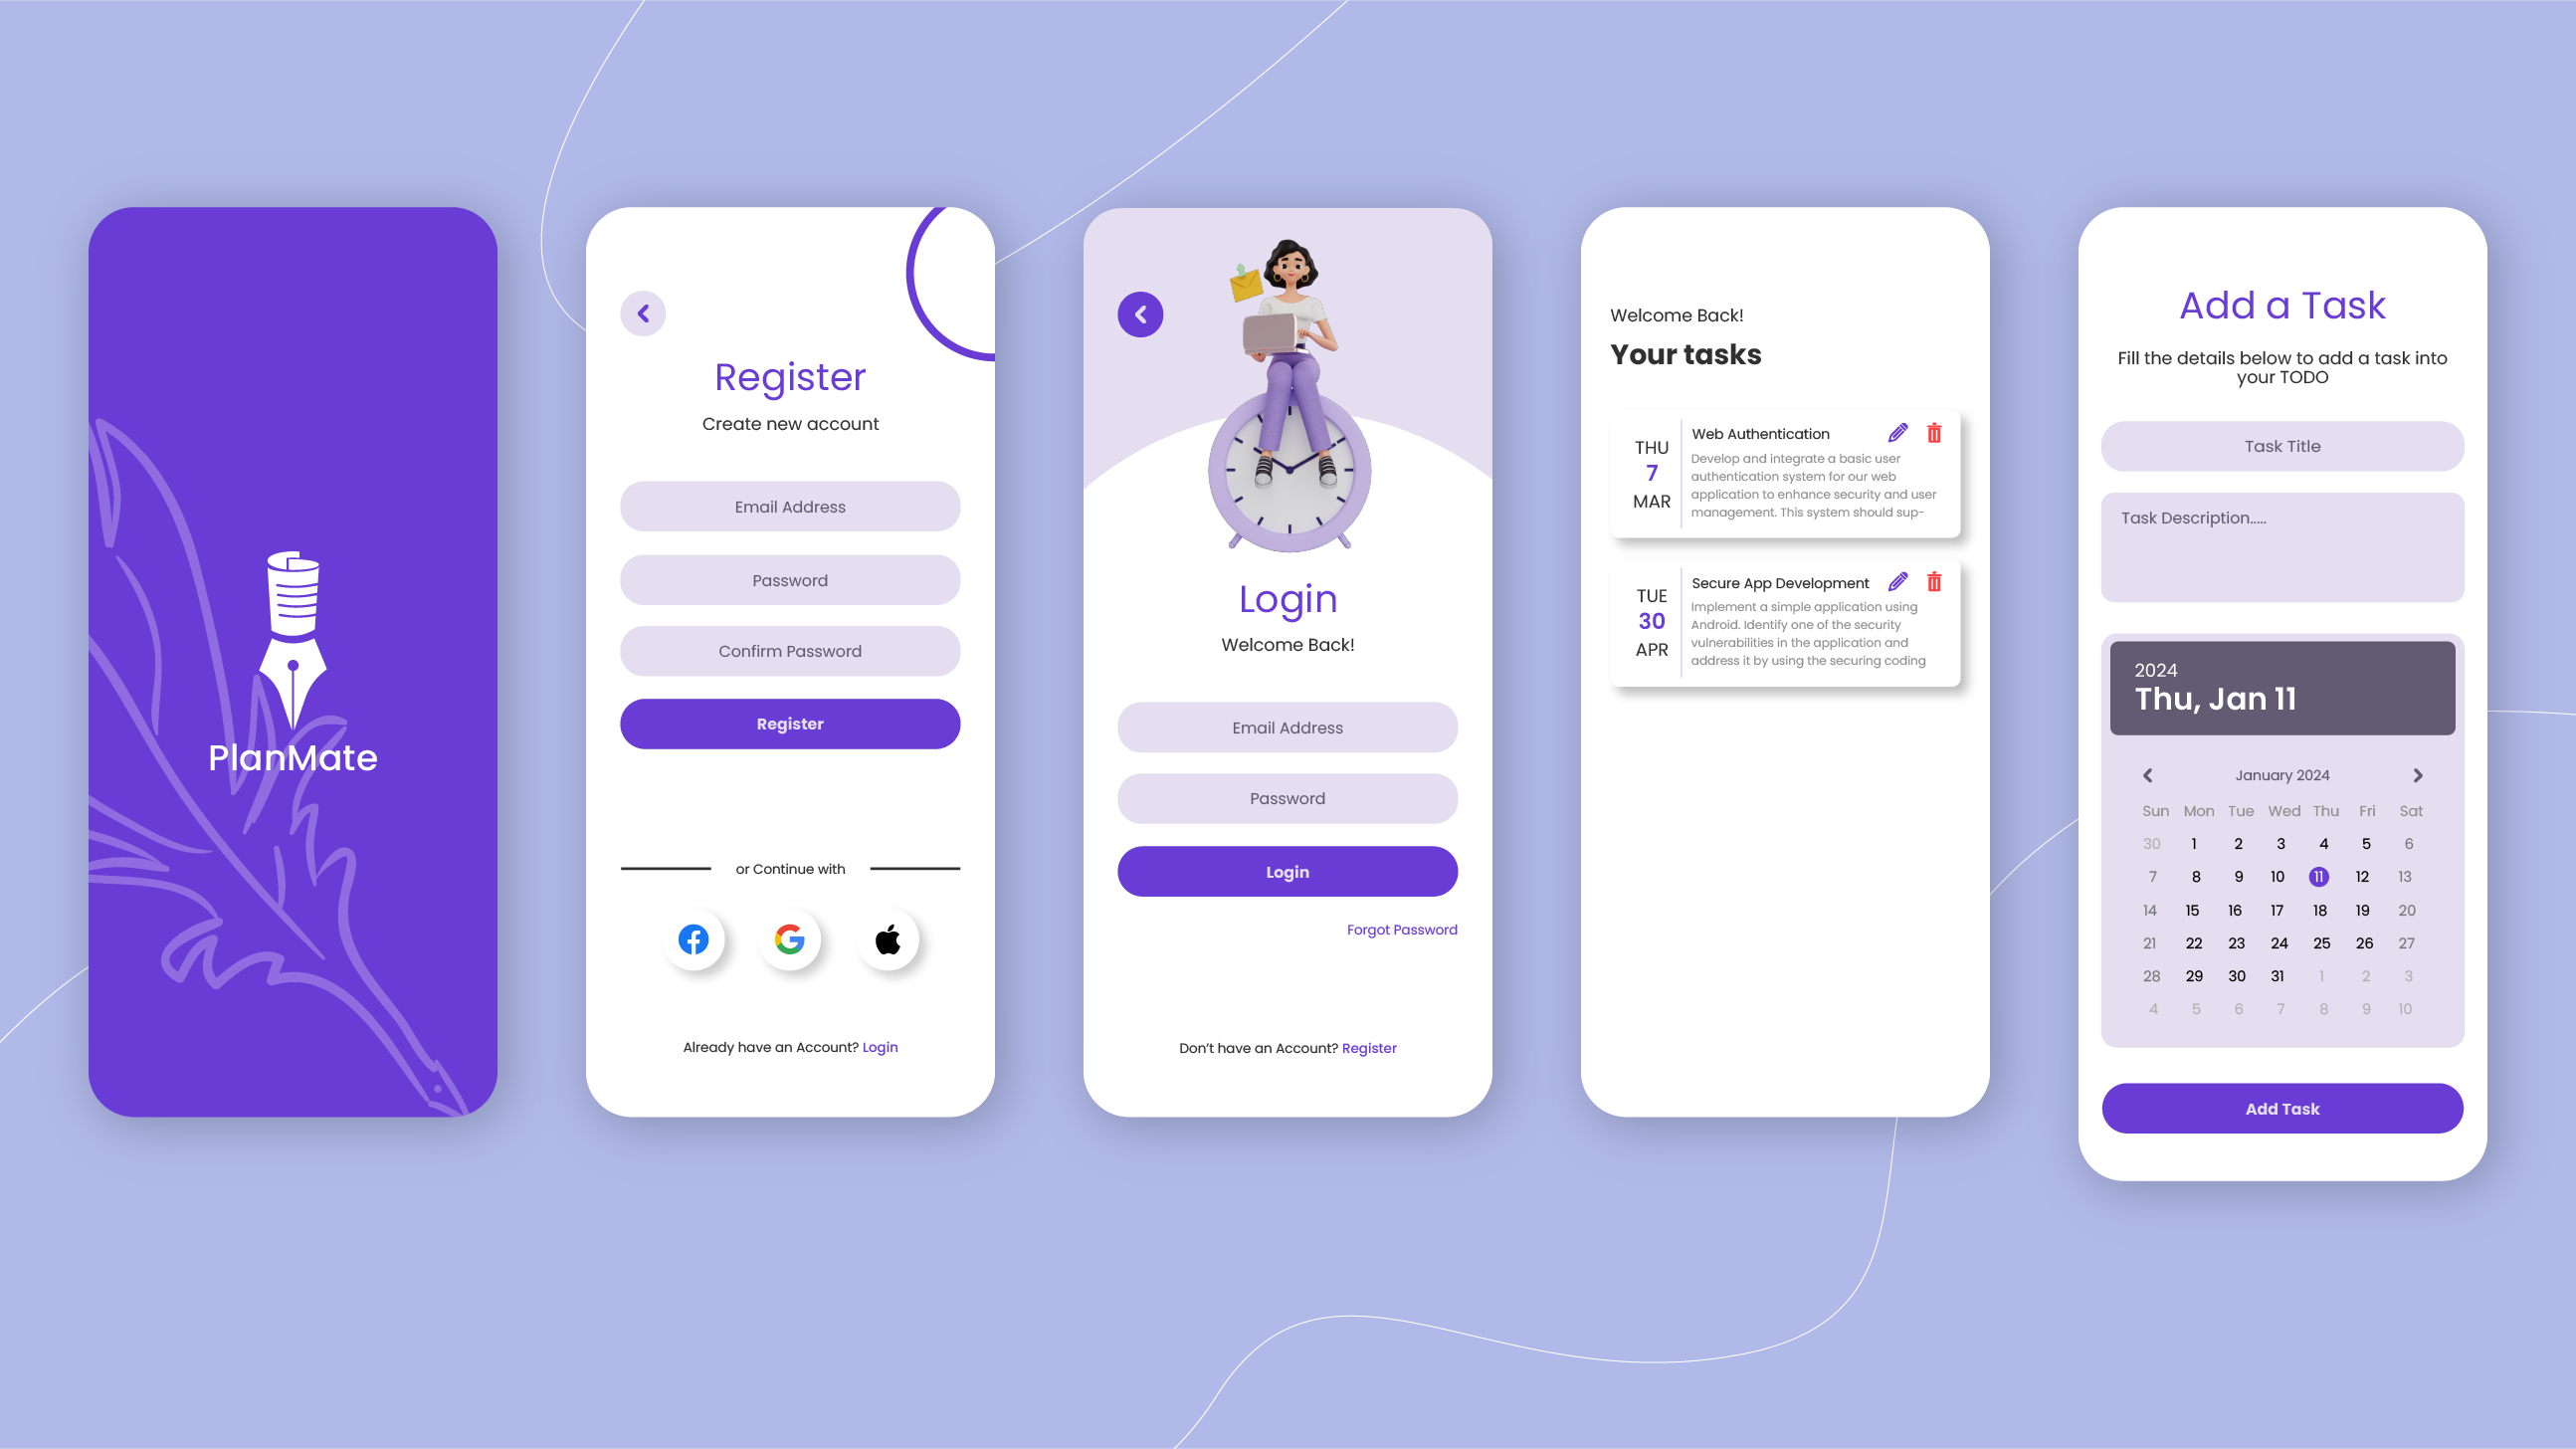 PlanMate
Register
Create new account
Email Address
Password
Confirm Password
Register
or Continue with
Already have an Account? Login
Login
Welcome Back!
Email Address
Password
Login
Forgot Password
Don't have an Account? Register
Welcome Back!
Your tasks
THU
7
MAR
Web Authentication
Develop and integrate a basic user
authentication system for our web
application to enhance security and user
management. This system should sup-
TUE
30
APR
Secure App Development
Implement a simple application using
Android. Identify one of the security
vulnerabilities in the application and
address it by using the securing coding
Add a Task
Fill the details below to add a task into
your TODO
Task Title
Task Description.....
2024
Thu, Jan 11
January 2024
Sun Mon Tue Wed Thu Fri Sat
30 1 2 3 4 5 6
7 8 9 10 11 12 13
14 15 16 17 18 19 20
21 22 23 24 25 26 27
28 29 30 31 1 2 3
4 5 6 7 8 9 10
Add Task